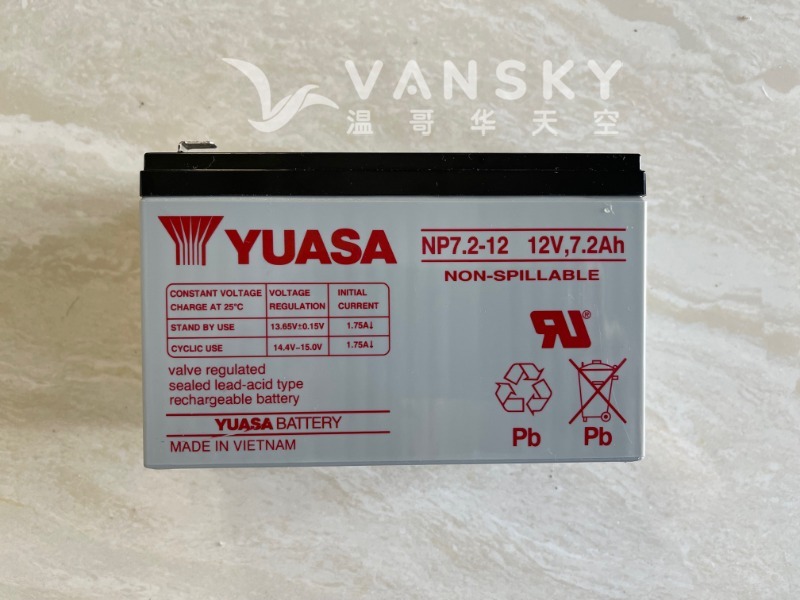 VANSKY
温哥华天空
YUASA
NP7.2-12 12V,7.2Ah
NON-SPILLABLE
CONSTANT VOLTAGE CHARGE AT 25°C
VOLTAGE REGULATION
INITIAL CURRENT
STAND BY USE 13.65V±0.15V 1.75A↓
CYCLIC USE 14.4V~15.0V 1.75A↓
valve regulated
sealed lead-acid type
rechargeable battery
YUASA BATTERY
MADE IN VIETNAM
RU®
Pb Pb